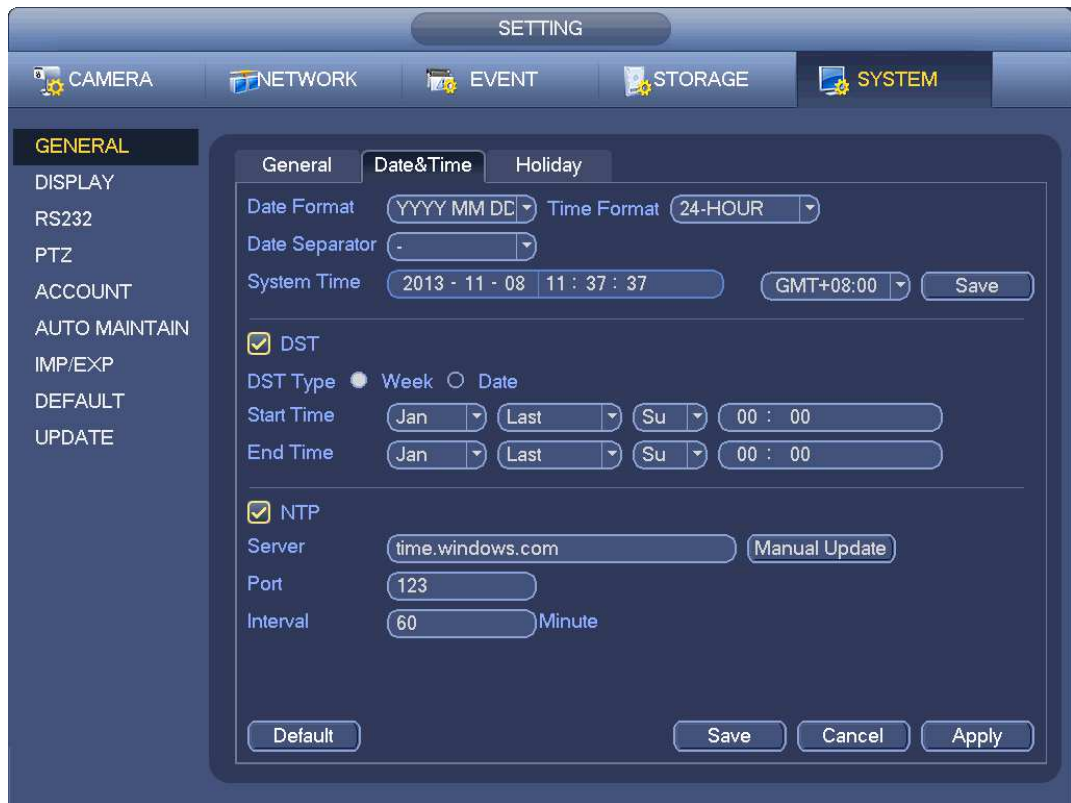 SETTING
CAMERA NETWORK EVENT STORAGE SYSTEM
GENERAL
DISPLAY
RS232
PTZ
ACCOUNT
AUTO MAINTAIN
IMP/EXP
DEFAULT
UPDATE
General Date&Time Holiday
Date Format YYYY MM DD Time Format 24-HOUR
Date Separator -
System Time 2013 - 11 - 08 11 : 37 : 37 GMT+08:00 Save
DST
DST Type Week Date
Start Time Jan Last Su 00 : 00
End Time Jan Last Su 00 : 00
NTP
Server time.windows.com Manual Update
Port 123
Interval 60 Minute
Default Save Cancel Apply